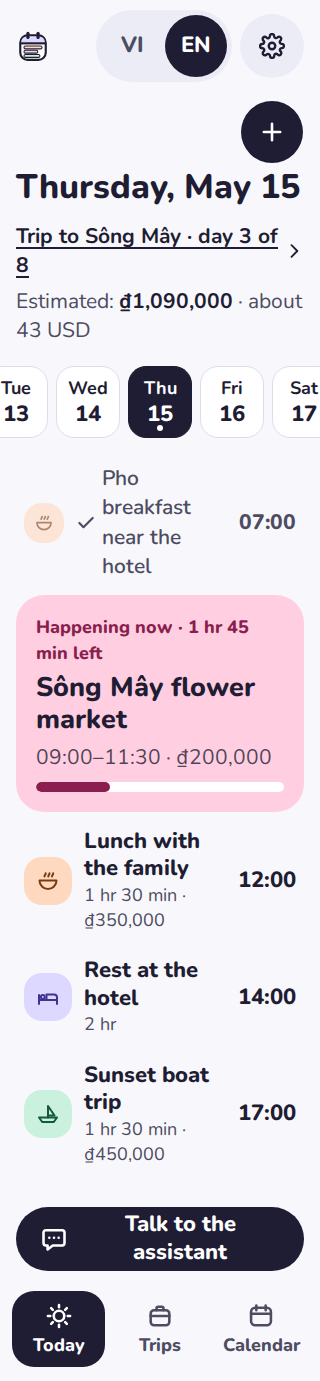 VI
EN
Thursday, May 15
Trip to Sông Mây · day 3 of
8
Estimated: ₫1,090,000 · about
43 USD
Tue
13
Wed
14
Thu
15
Fri
16
Sat
17
Pho
breakfast
near the
hotel
07:00
Happening now · 1 hr 45
min left
Sông Mây flower
market
09:00–11:30 · ₫200,000
Lunch with
the family
1 hr 30 min ·
₫350,000
12:00
Rest at the
hotel
2 hr
14:00
Sunset boat
trip
1 hr 30 min ·
₫450,000
17:00
Talk to the
assistant
Today
Trips
Calendar